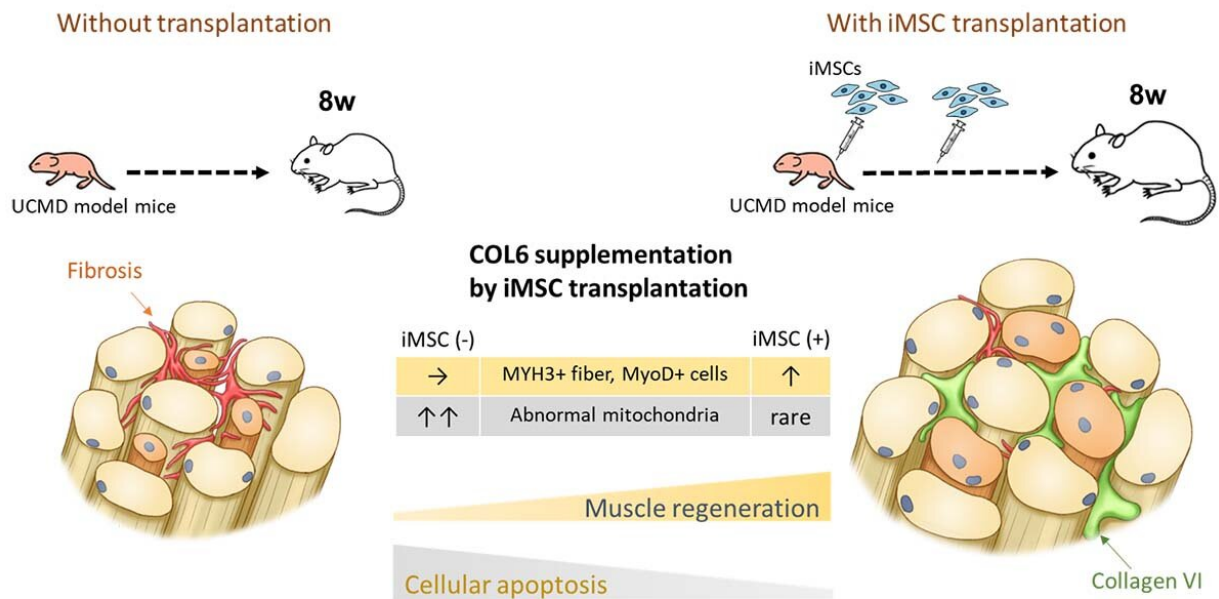 Without transplantation
With iMSC transplantation
iMSCs
8w
8w
UCMD model mice
UCMD model mice
Fibrosis
COL6 supplementation
by iMSC transplantation
iMSC (-)
iMSC (+)
→ MYH3+ fiber, MyoD+ cells ↑
↑↑ Abnormal mitochondria rare
Muscle regeneration
Cellular apoptosis
Collagen VI